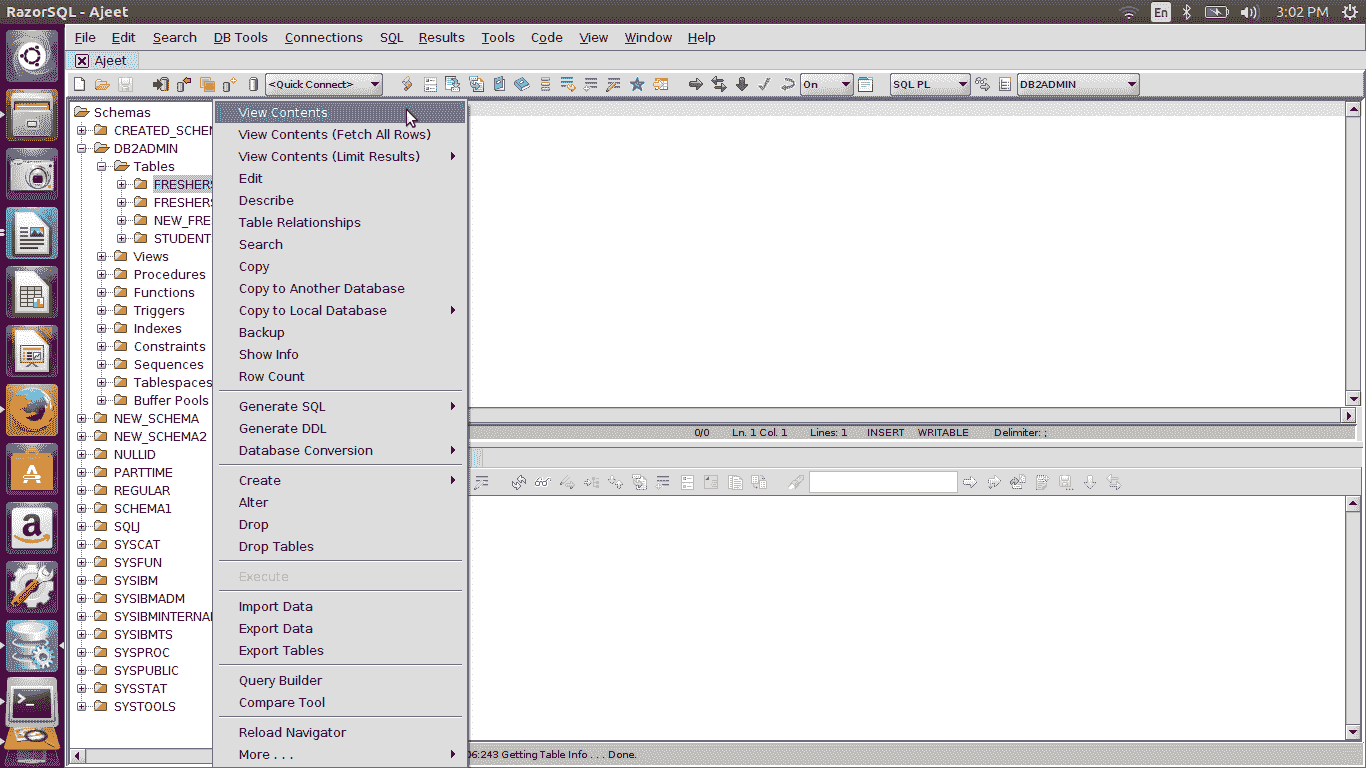 RazorSQL - Ajeet
En
3:02 PM
File Edit Search DB Tools Connections SQL Results Tools Code View Window Help
Ajeet
<Quick Connect>
On
SQL PL
DB2ADMIN
Schemas
CREATED_SCHEM
DB2ADMIN
Tables
FRESHERS
FRESHERS
NEW_FRE
STUDENT
Views
Procedures
Functions
Triggers
Indexes
Constraints
Sequences
Tablespaces
Buffer Pools
NEW_SCHEMA
NEW_SCHEMA2
NULLID
PARTTIME
REGULAR
SCHEMA1
SQLJ
SYSCAT
SYSFUN
SYSIBM
SYSIBMADM
SYSIBMINTERNAL
SYSIBMTS
SYSPROC
SYSPUBLIC
SYSSTAT
SYSTOOLS
View Contents
View Contents (Fetch All Rows)
View Contents (Limit Results)
Edit
Describe
Table Relationships
Search
Copy
Copy to Another Database
Copy to Local Database
Backup
Show Info
Row Count
Generate SQL
Generate DDL
Database Conversion
Create
Alter
Drop
Drop Tables
Execute
Import Data
Export Data
Export Tables
Query Builder
Compare Tool
Reload Navigator
More . . .
0/0 Ln. 1 Col. 1 Lines: 1 INSERT WRITABLE Delimiter: ;
06:243 Getting Table Info . . . Done.